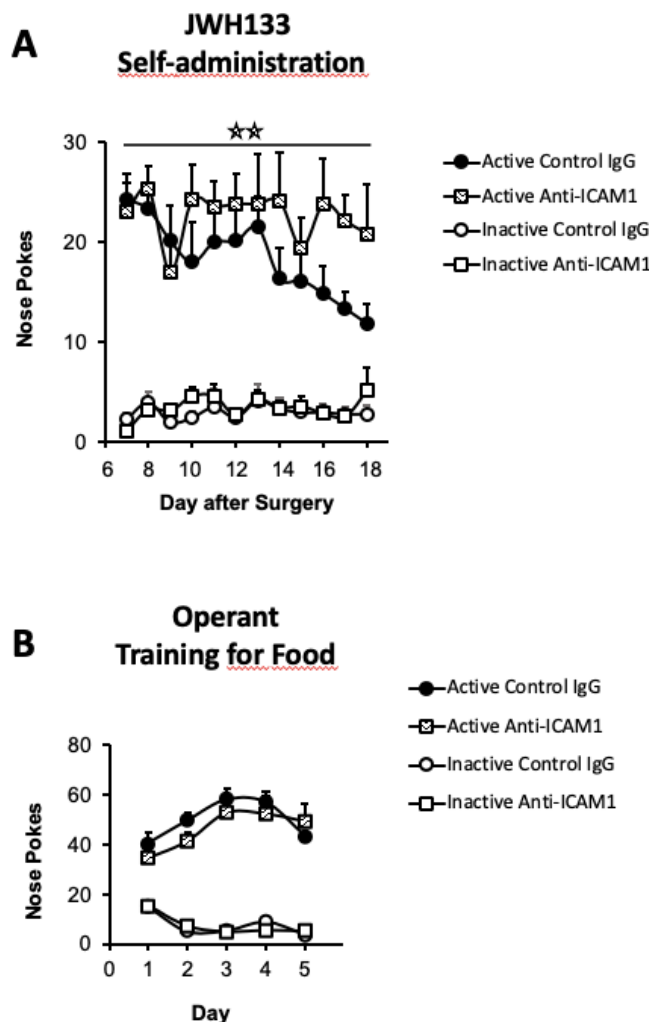 A
JWH133
Self-administration
☆☆
30
20
10
0
Nose Pokes
6 8 10 12 14 16 18
Day after Surgery
Active Control IgG
Active Anti-ICAM1
Inactive Control IgG
Inactive Anti-ICAM1
B
Operant
Training for Food
80
60
40
20
0
Nose Pokes
0 1 2 3 4 5
Day
Active Control IgG
Active Anti-ICAM1
Inactive Control IgG
Inactive Anti-ICAM1